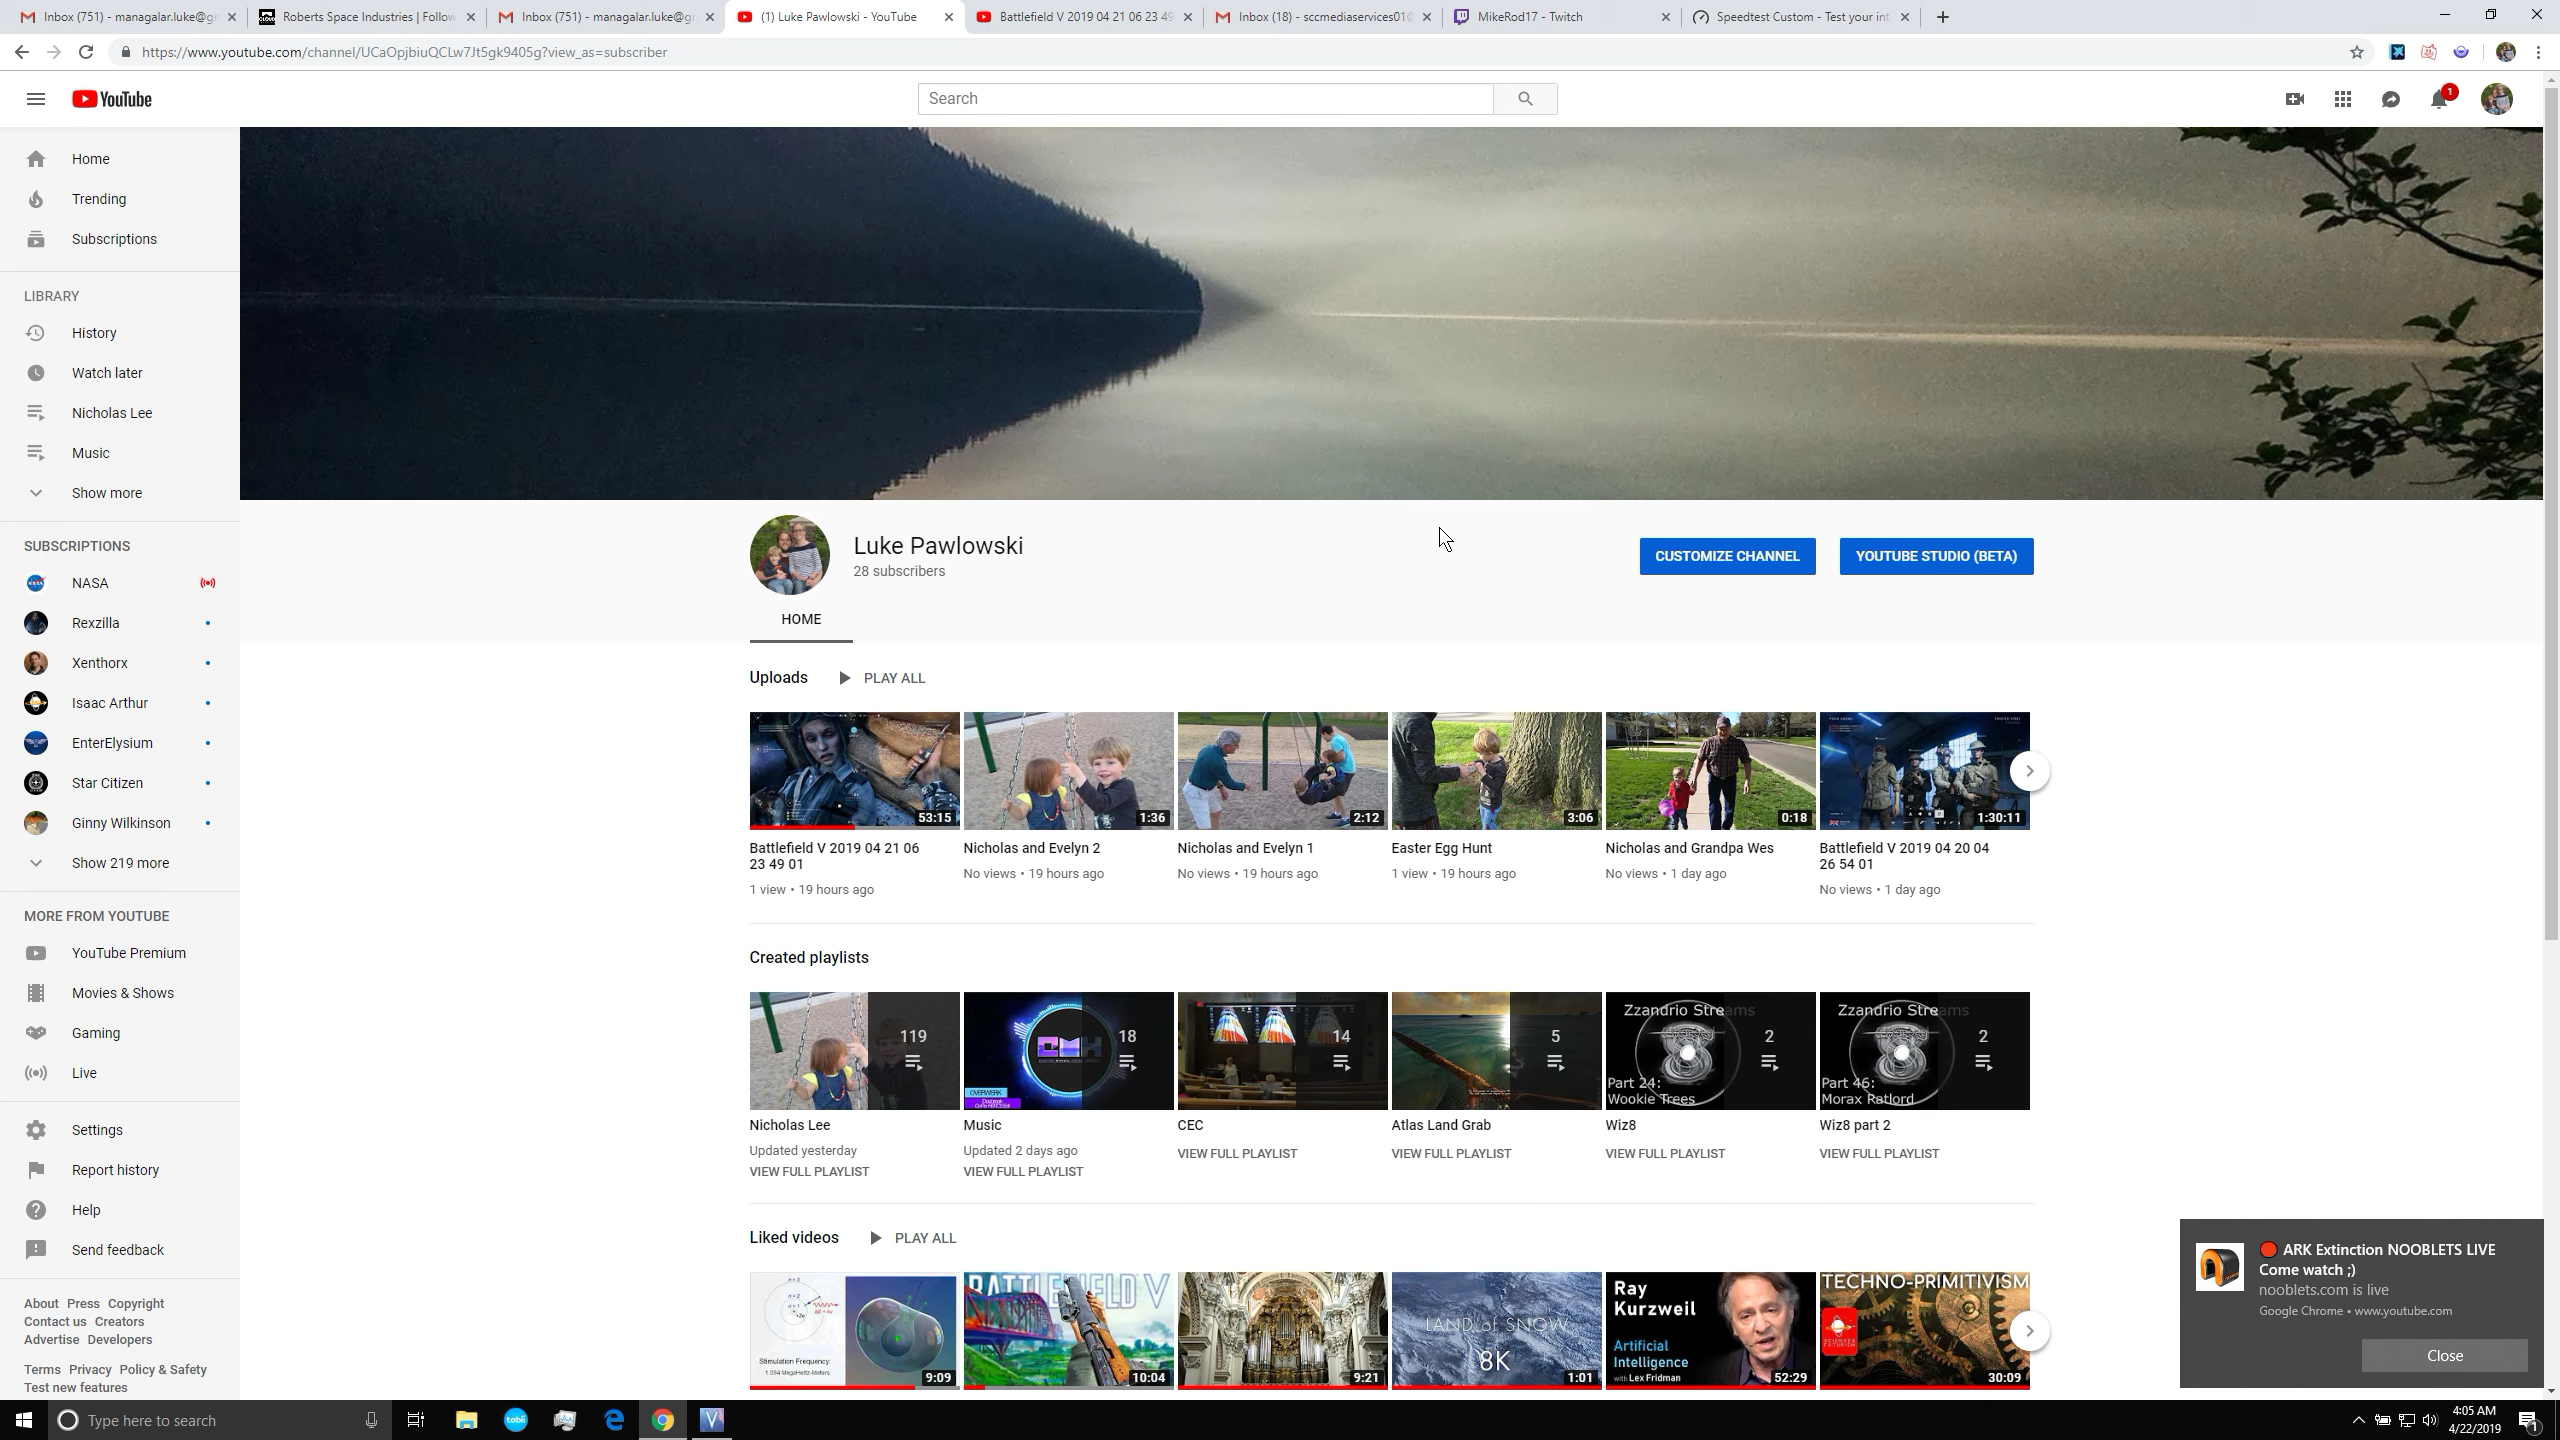 Inbox (751) - managalar.luke@gr
Roberts Space Industries | Follow
Inbox (751) - managalar.luke@gr
(1) Luke Pawlowski - YouTube
Battlefield V 2019 04 21 06 23 49
Inbox (18) - sccmediaservices01@
MikeRod17 - Twitch
Speedtest Custom - Test your int
https://www.youtube.com/channel/UCaOpjbiuQCLw7Jt5gk9405g?view_as=subscriber
YouTube
Search
1
Home
Trending
Subscriptions
LIBRARY
History
Watch later
Nicholas Lee
Music
Show more
SUBSCRIPTIONS
NASA
Rexzilla
Xenthorx
Isaac Arthur
EnterElysium
Star Citizen
Ginny Wilkinson
Show 219 more
MORE FROM YOUTUBE
YouTube Premium
Movies & Shows
Gaming
Live
Settings
Report history
Help
Send feedback
About Press Copyright
Contact us Creators
Advertise Developers
Terms Privacy Policy & Safety
Test new features
Luke Pawlowski
28 subscribers
CUSTOMIZE CHANNEL
YOUTUBE STUDIO (BETA)
HOME
Uploads
PLAY ALL
53:15
1:36
2:12
3:06
0:18
1:30:11
Battlefield V 2019 04 21 06
23 49 01
1 view • 19 hours ago
Nicholas and Evelyn 2
No views • 19 hours ago
Nicholas and Evelyn 1
No views • 19 hours ago
Easter Egg Hunt
1 view • 19 hours ago
Nicholas and Grandpa Wes
No views • 1 day ago
Battlefield V 2019 04 20 04
26 54 01
No views • 1 day ago
Created playlists
119
18
14
5
Zzandrio Streams
2
Part 24:
Wookie Trees
Zzandrio Streams
2
Part 46:
Morax Ratlord
Nicholas Lee
Updated yesterday
VIEW FULL PLAYLIST
Music
Updated 2 days ago
VIEW FULL PLAYLIST
CEC
VIEW FULL PLAYLIST
Atlas Land Grab
VIEW FULL PLAYLIST
Wiz8
VIEW FULL PLAYLIST
Wiz8 part 2
VIEW FULL PLAYLIST
Liked videos
PLAY ALL
Stimulation Frequency:
9:09
BATTLEFIELD V
10:04
9:21
LAND of SNOW
8K
1:01
Ray
Kurzweil
Artificial
Intelligence
with Lex Fridman
52:29
TECHNO-PRIMITIVISM
30:09
ARK Extinction NOOBLETS LIVE
Come watch ;)
nooblets.com is live
Google Chrome • www.youtube.com
Close
Type here to search
tobii
4:05 AM
4/22/2019
1